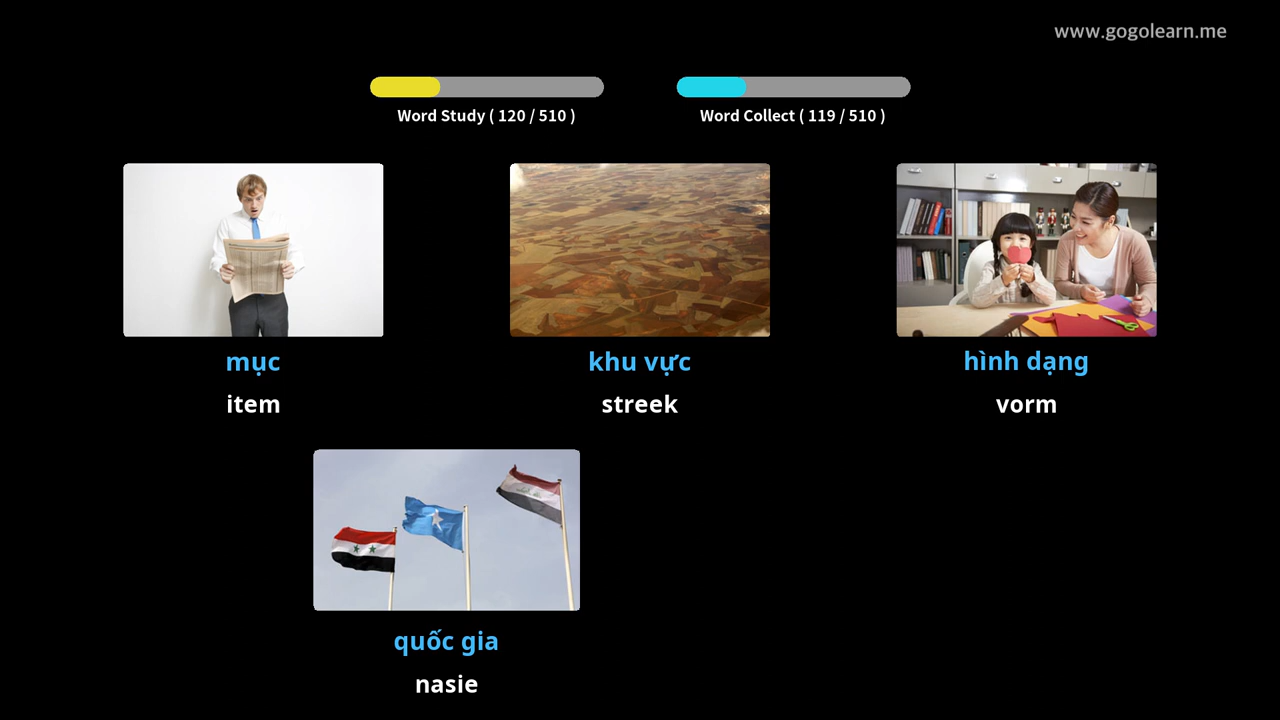 www.gogolearn.me
Word Study ( 120 / 510 )
Word Collect ( 119 / 510 )
mục
item
khu vực
streek
hình dạng
vorm
quốc gia
nasie